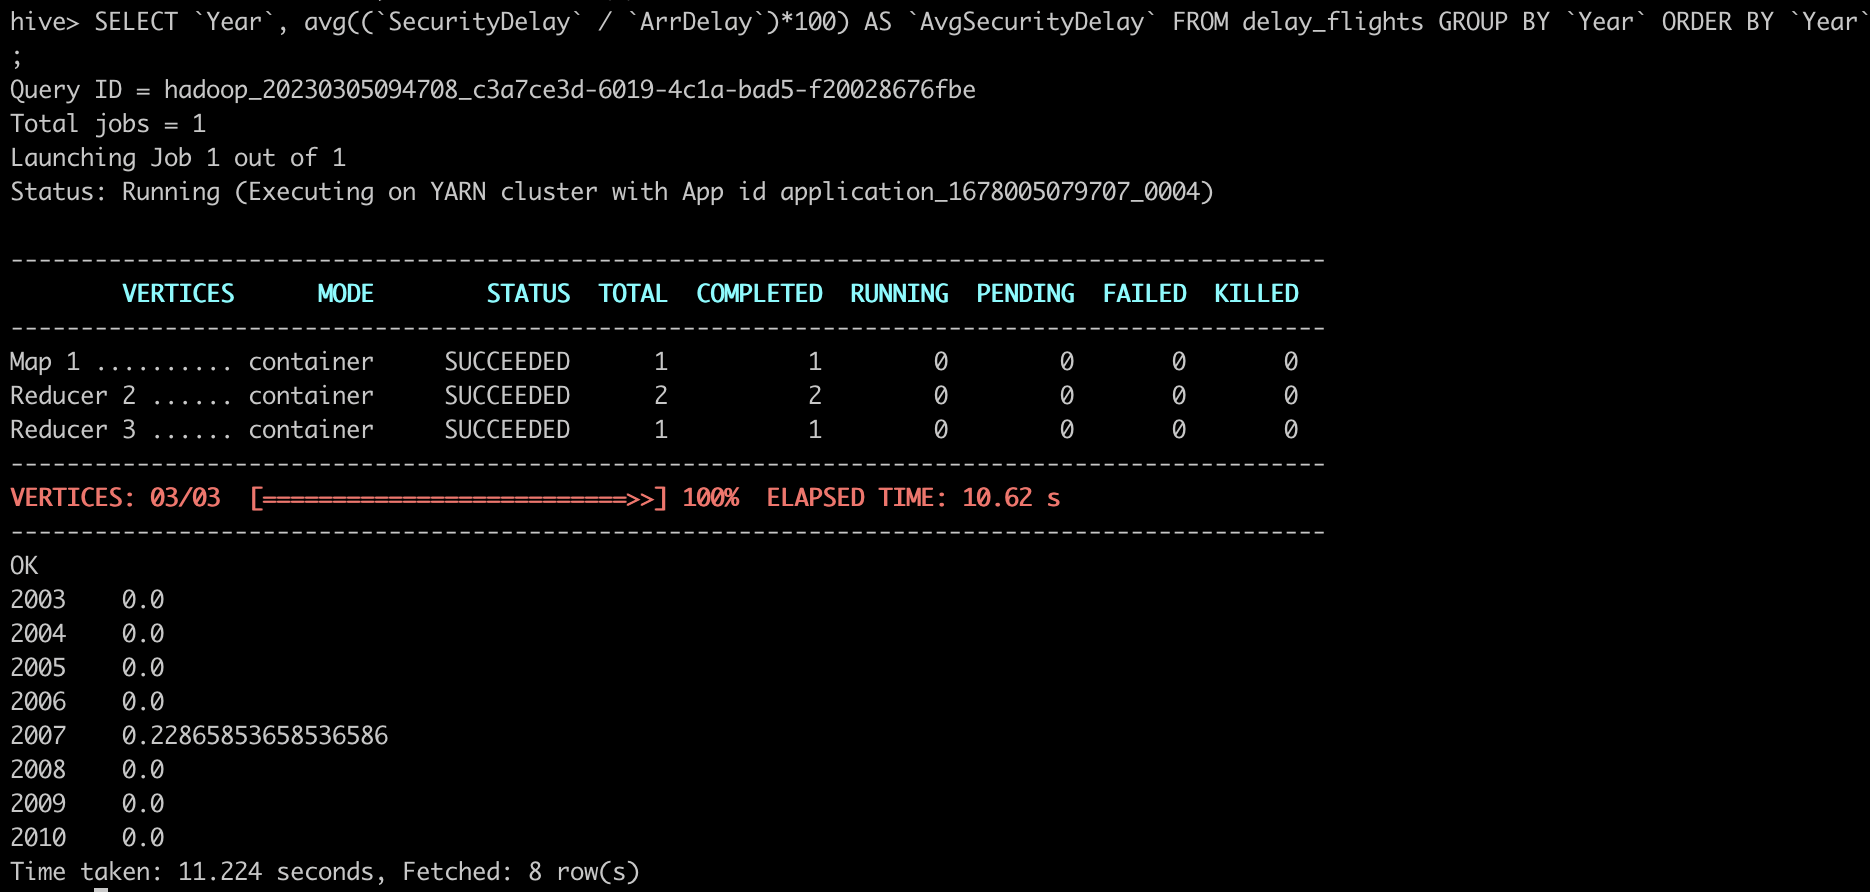 hive> SELECT `Year`, avg((`SecurityDelay` / `ArrDelay`)*100) AS `AvgSecurityDelay` FROM delay_flights GROUP BY `Year` ORDER BY `Year`
;
Query ID = hadoop_20230305094708_c3a7ce3d-6019-4c1a-bad5-f20028676fbe
Total jobs = 1
Launching Job 1 out of 1
Status: Running (Executing on YARN cluster with App id application_1678005079707_0004)
----------------------------------------------------------------------------------------------
        VERTICES      MODE        STATUS  TOTAL  COMPLETED  RUNNING  PENDING  FAILED  KILLED
----------------------------------------------------------------------------------------------
Map 1 .......... container     SUCCEEDED      1          1        0        0       0       0
Reducer 2 ...... container     SUCCEEDED      2          2        0        0       0       0
Reducer 3 ...... container     SUCCEEDED      1          1        0        0       0       0
----------------------------------------------------------------------------------------------
VERTICES: 03/03  [==========================>>] 100%  ELAPSED TIME: 10.62 s
----------------------------------------------------------------------------------------------
OK
2003    0.0
2004    0.0
2005    0.0
2006    0.0
2007    0.22865853658536586
2008    0.0
2009    0.0
2010    0.0
Time taken: 11.224 seconds, Fetched: 8 row(s)